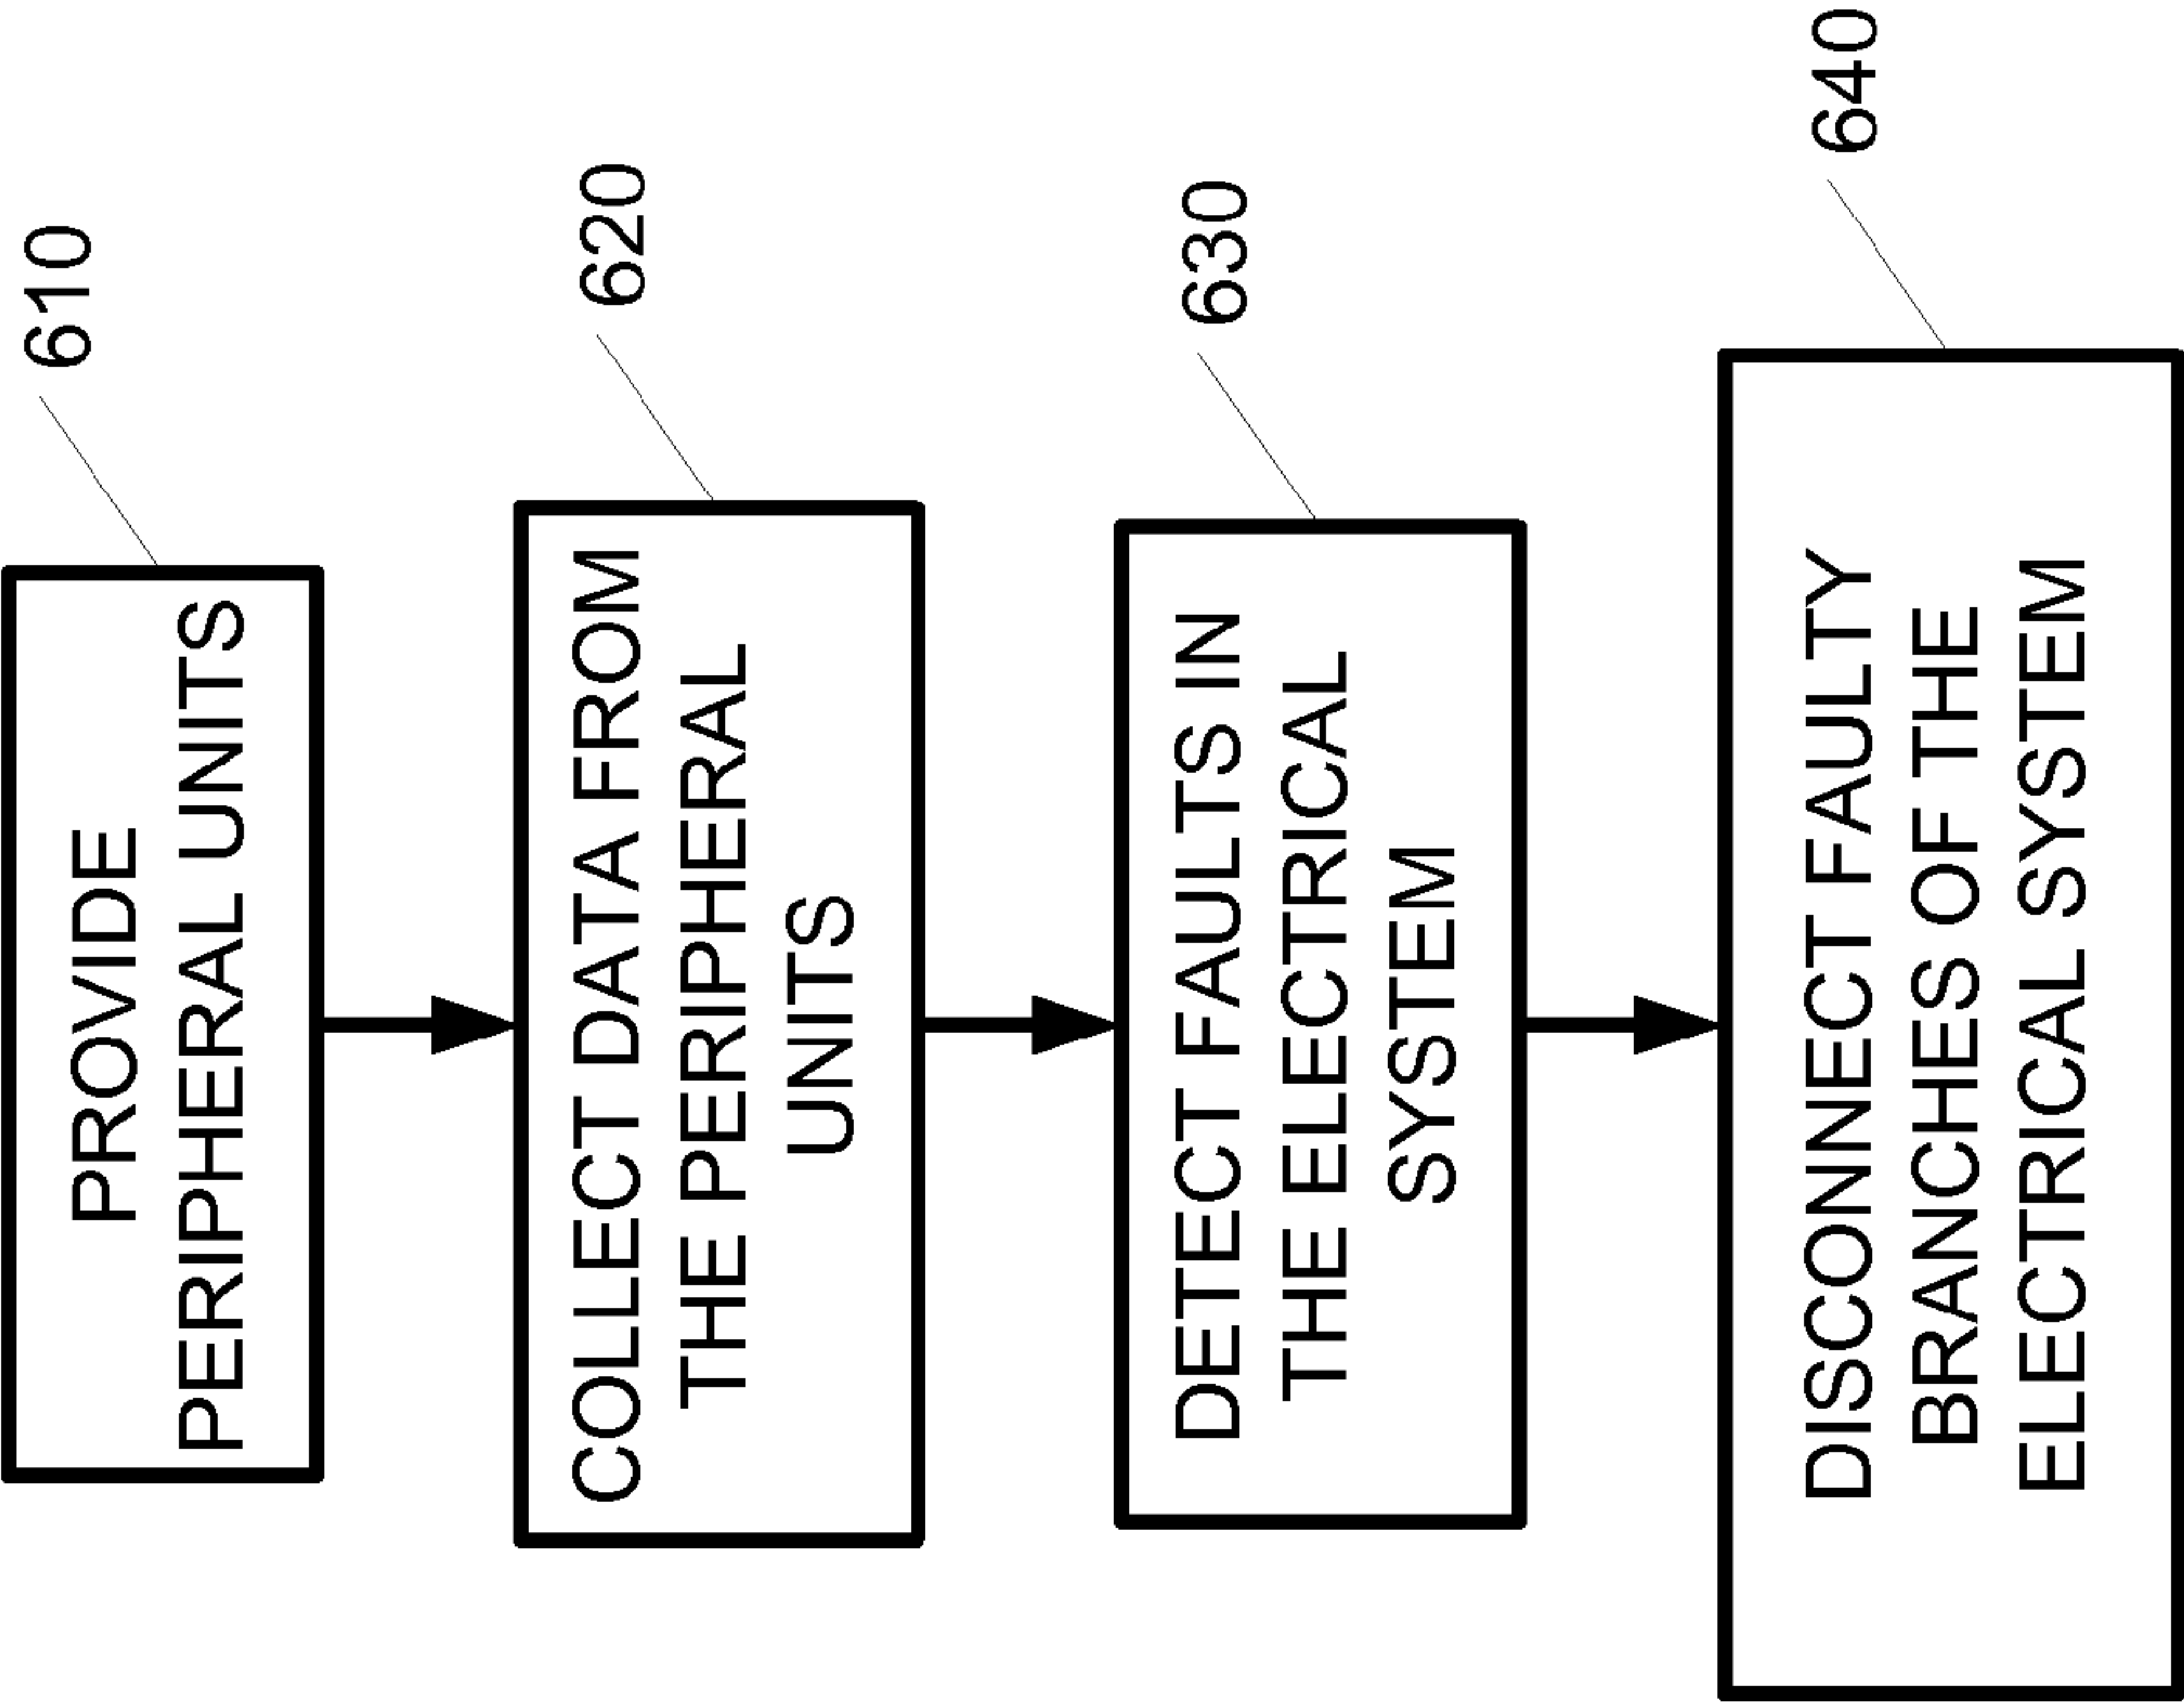 610
PROVIDE
PERIPHERAL UNITS
620
COLLECT DATA FROM
THE PERIPHERAL
UNITS
630
DETECT FAULTS IN
THE ELECTRICAL
SYSTEM
640
DISCONNECT FAULTY
BRANCHES OF THE
ELECTRICAL SYSTEM